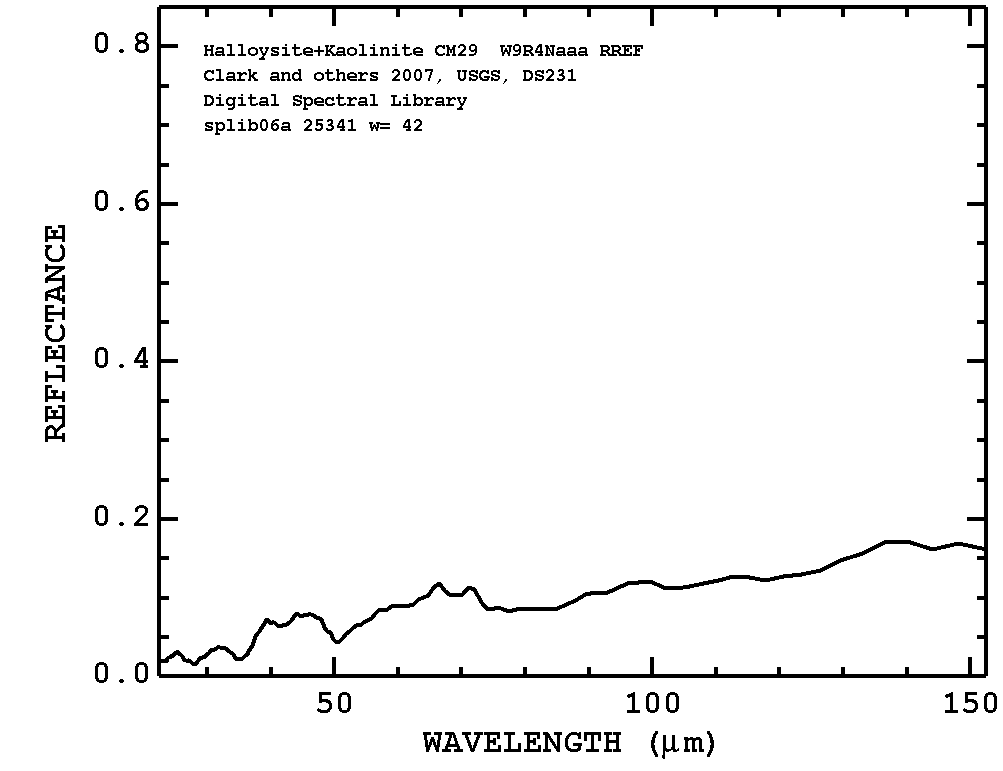 Halloysite+Kaolinite CM29 W9R4Naaa RREF
Clark and others 2007, USGS, DS231
Digital Spectral Library
splib06a 25341 w= 42
0.8
0.6
0.4
0.2
0.0
REFLECTANCE
50 100 150
WAVELENGTH (μm)